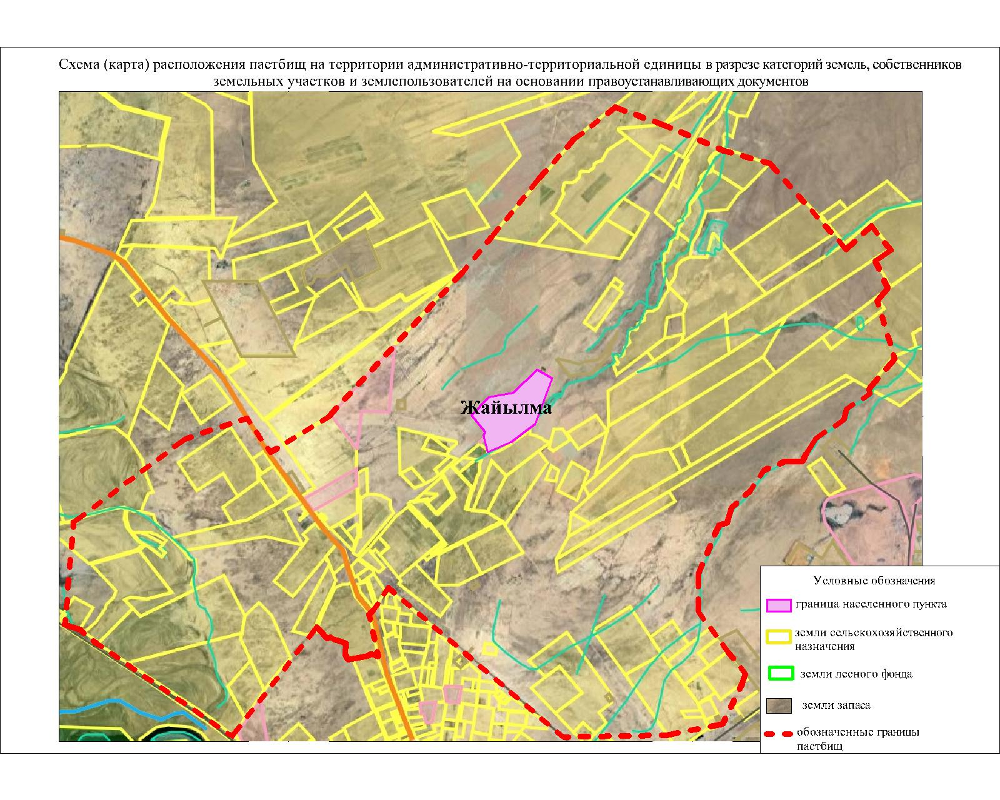 Схема (карта) расположения пастбищ на территории административно-территориальной единицы в разрезе категорий земель, собственников
земельных участков и землепользователей на основании правоустанавливающих документов
Жайылма
Условные обозначения
граница населенного пункта
земли сельскохозяйственного
назначения
земли лесного фонда
земли запаса
обозначенные границы
пастбищ